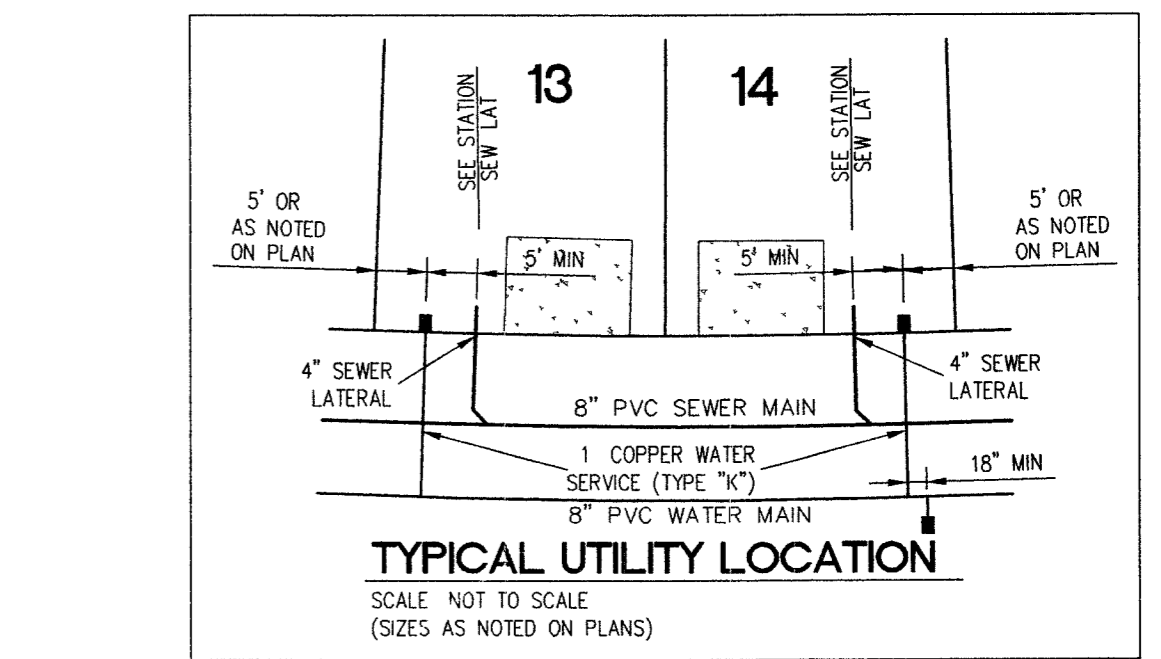 13
14
SEE STATION
SEW LAT
SEE STATION
SEW LAT
5' OR
AS NOTED
ON PLAN
5' OR
AS NOTED
ON PLAN
5' MIN
5' MIN
4" SEWER
LATERAL
4" SEWER
LATERAL
8" PVC SEWER MAIN
1 COPPER WATER
SERVICE (TYPE "K")
18" MIN
8" PVC WATER MAIN
TYPICAL UTILITY LOCATION
SCALE NOT TO SCALE
(SIZES AS NOTED ON PLANS)